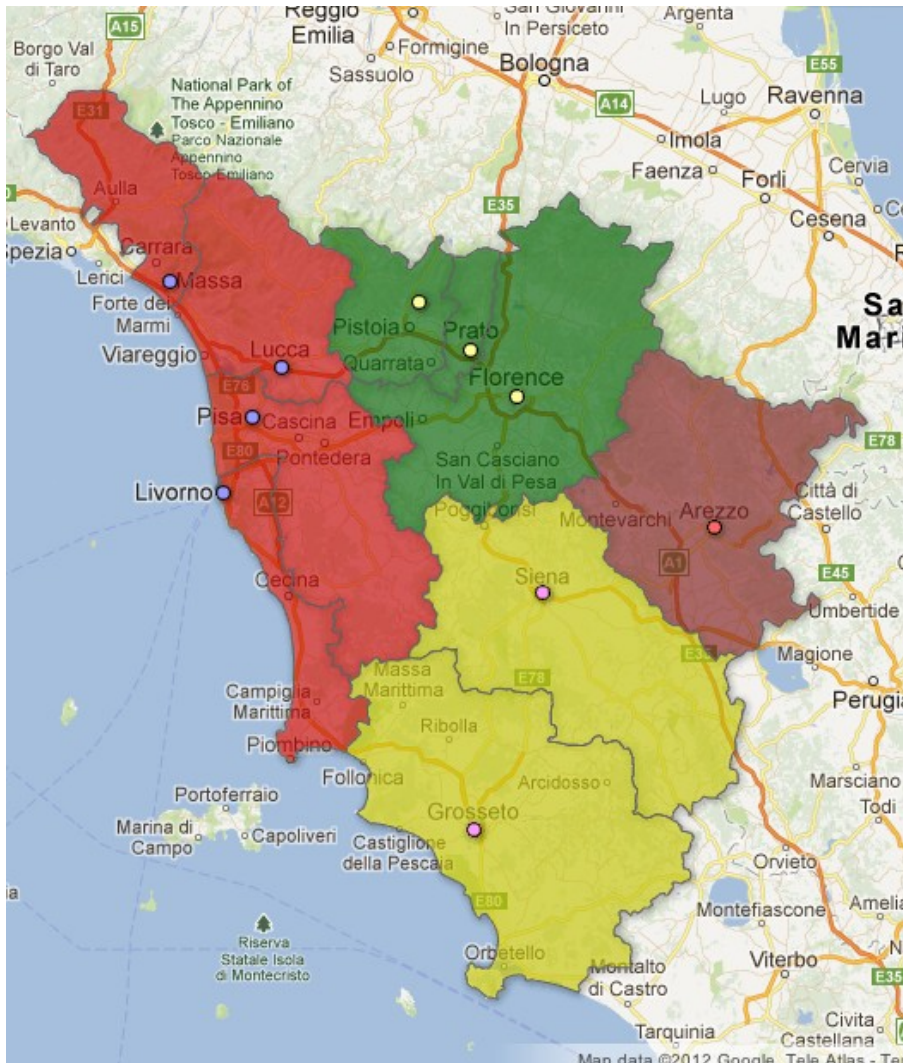 A15
Reggio
Emilia
San Giovanni
In Persiceto
Argenta
Borgo Val
di Taro
Formigine
Sassuolo
Bologna
E55
National Park of
The Appennino
Tosco - Emiliano
Parco Nazionale
Appennino
Tosco Emiliano
A14
Lugo
Ravenna
E31
Imola
Faenza
Forlì
Cervia
Aulla
E35
Cesena
Levanto
Spezia
Lerici
Carrara
Massa
Forte dei
Marmi
Pistoia
Prato
Viareggio
Lucca
Quarrata
Florence
E76
Pisa
Cascina
Empoli
E78
E80
Pontedera
San Casciano
In Val di Pesa
Livorno
A12
Poggibonsi
Montevarchi
Arezzo
Città di
Castello
A1
Siena
E45
Cecina
Umbertide
E35
Magione
Massa
Marittima
E78
Perugia
Campiglia
Marittima
Ribolla
Piombino
Follonica
Arcidosso
Marsciano
Portoferraio
Todi
Marina di
Campo
Capoliveri
Grosseto
Castiglione
della Pescaia
Orvieto
E80
Montefiascone
Amelia
Riserva
Statale Isola
di Montecristo
Orbetello
Montalto
di Castro
Viterbo
E35
Tarquinia
Civita
Castellana
Map data ©2012 Google, Tele Atlas - Te